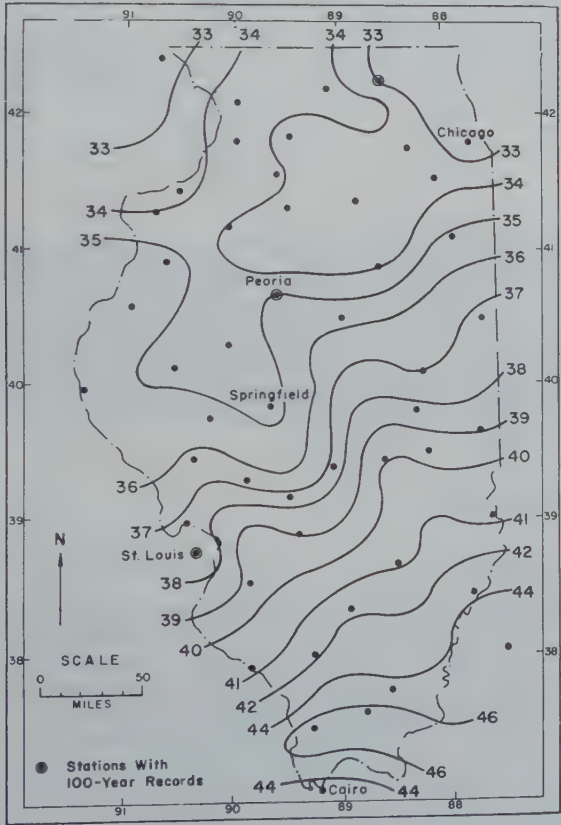 91 90 89 88
33 34 34 33
42 42
Chicago
33 33
34 34
35 35
41 41
36
Peoria
37
40 Springfield 40
38
39
36 40
39 37 39
N 41
St. Louis
38 42
39 44
38 40 38
SCALE 41
0 50 42
MILES 44 46
Stations With 46
100-Year Records 44 Cairo 44
91 90 89 88